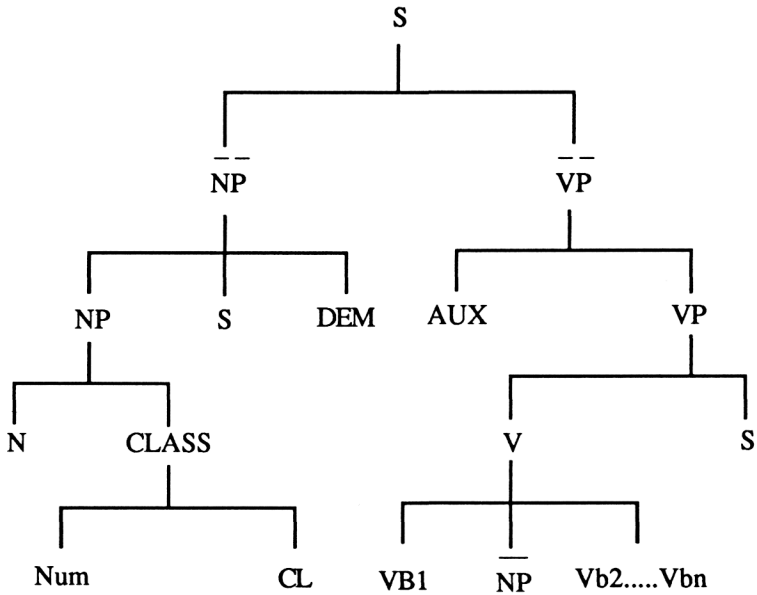 S
NP VP
NP S DEM AUX VP
N CLASS V S
Num CL VB1 NP Vb2.....Vbn